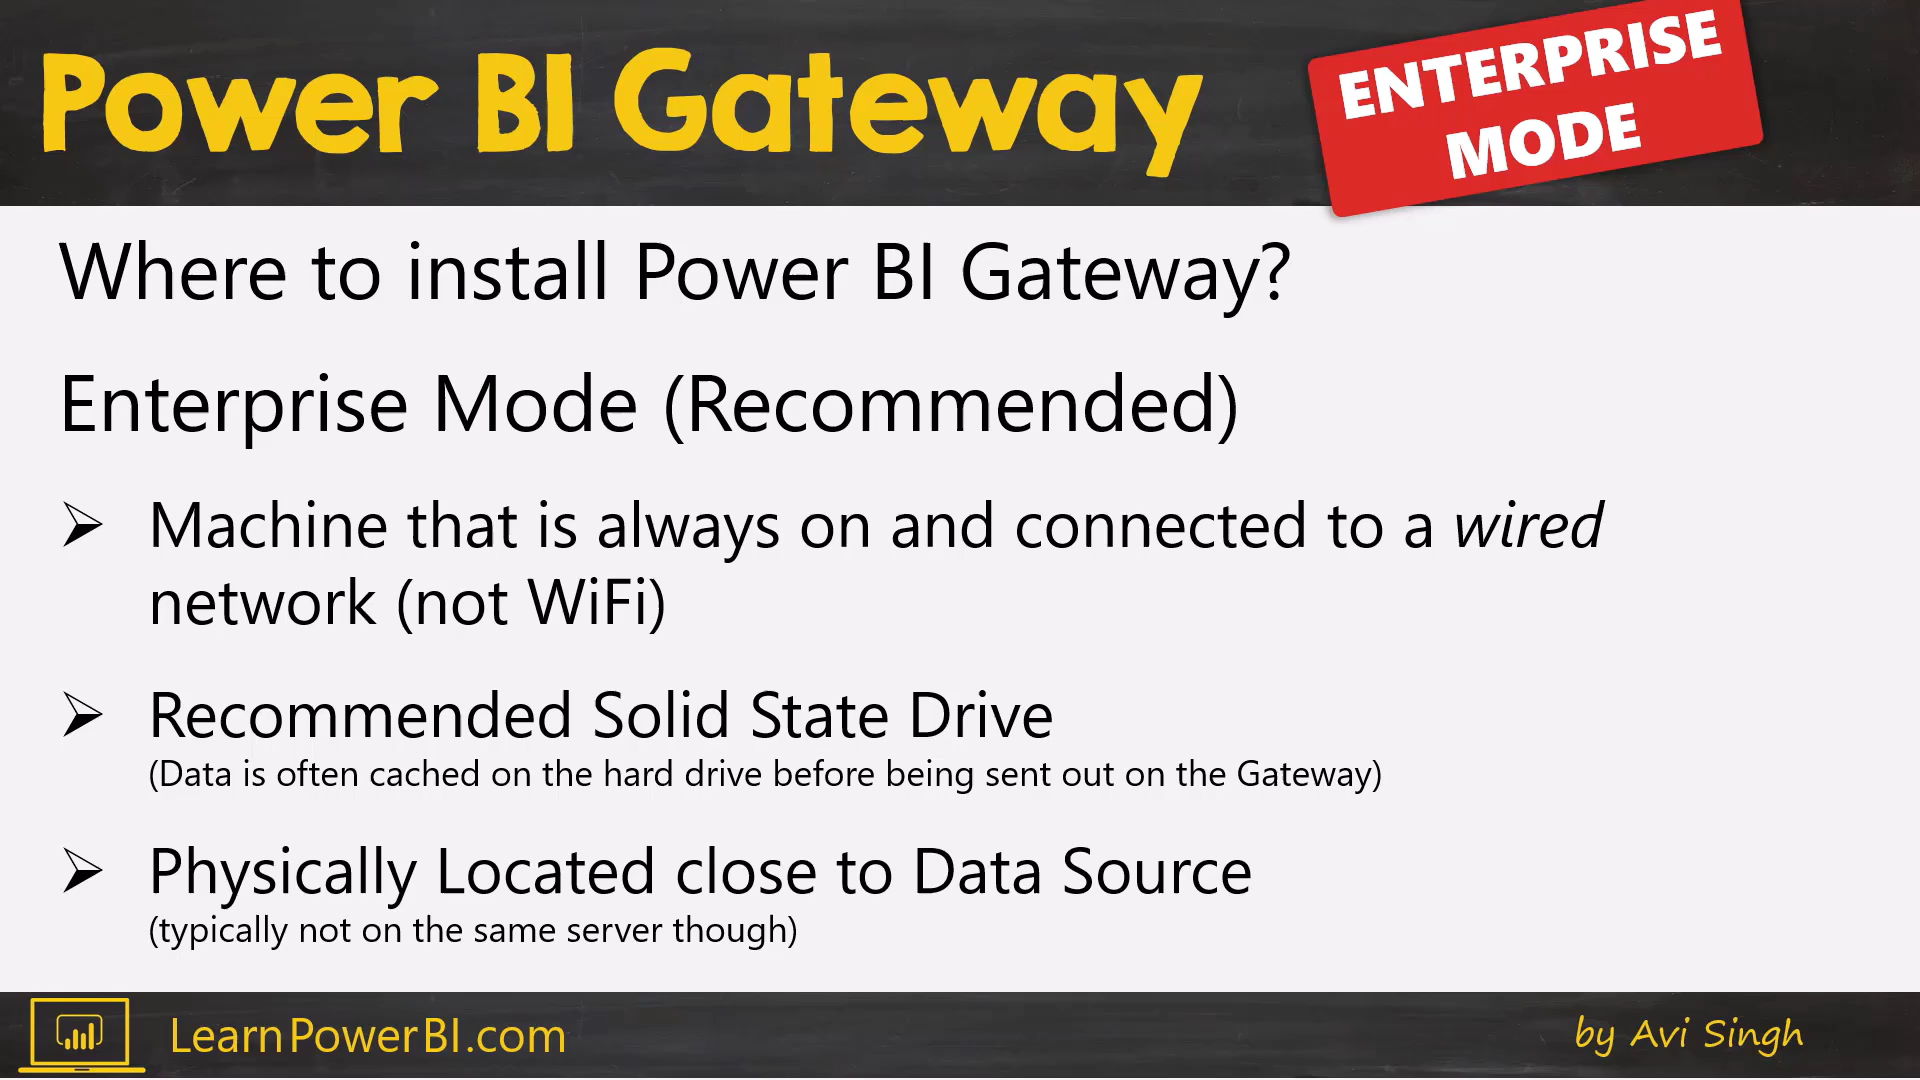 Power BI Gateway
ENTERPRISE
MODE
Where to install Power BI Gateway?
Enterprise Mode (Recommended)
➢ Machine that is always on and connected to a wired
network (not WiFi)
➢ Recommended Solid State Drive
(Data is often cached on the hard drive before being sent out on the Gateway)
➢ Physically Located close to Data Source
(typically not on the same server though)
LearnPowerBI.com
by Avi Singh